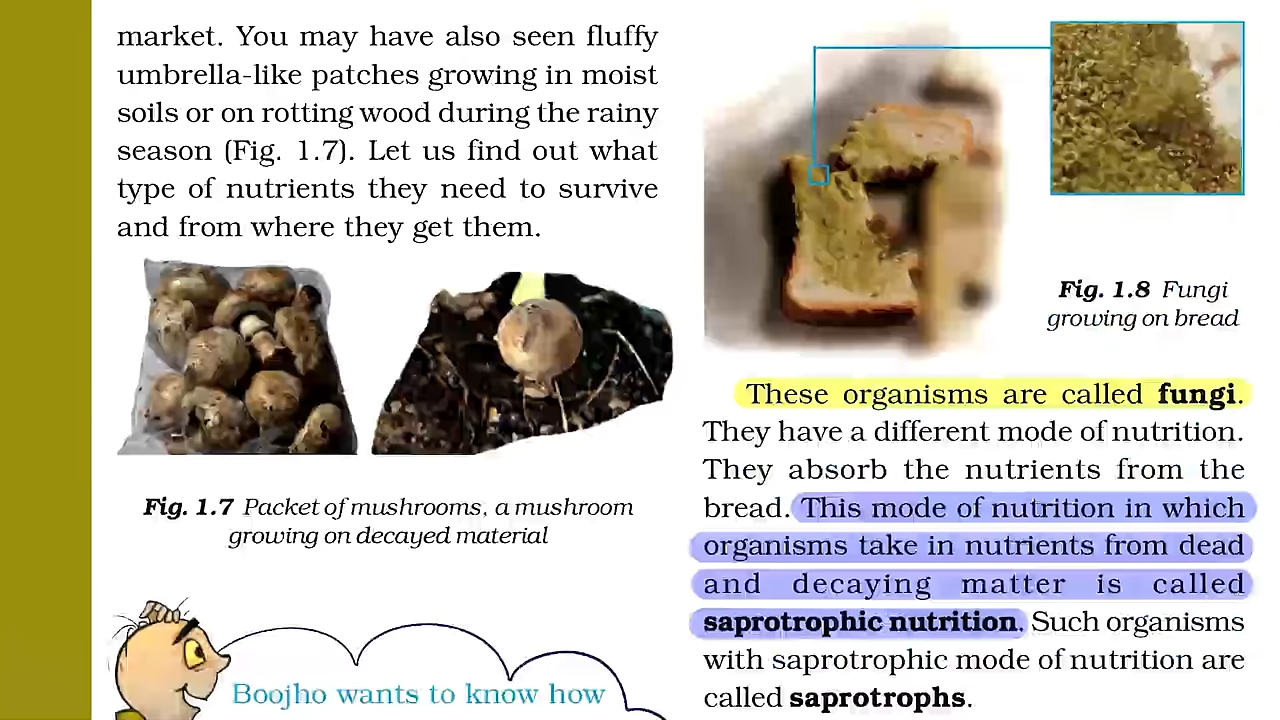 market. You may have also seen fluffy
umbrella-like patches growing in moist
soils or on rotting wood during the rainy
season (Fig. 1.7). Let us find out what
type of nutrients they need to survive
and from where they get them.
Fig. 1.7 Packet of mushrooms, a mushroom
growing on decayed material
Boojho wants to know how
Fig. 1.8 Fungi
growing on bread
These organisms are called fungi.
They have a different mode of nutrition.
They absorb the nutrients from the
bread. This mode of nutrition in which
organisms take in nutrients from dead
and decaying matter is called
saprotrophic nutrition. Such organisms
with saprotrophic mode of nutrition are
called saprotrophs.